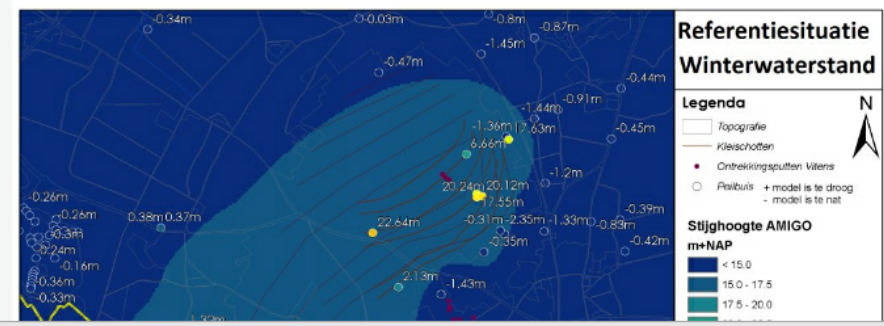 -0.34m
-0.03m
-0.8m
-0.87m
-1.45m
-0.47m
-0.44m
-0.91m
-1.44m
-1.36m
17.63m
-0.45m
6.66m
-1.2m
20.24m
20.12m
17.55m
-0.26m
-0.26m
0.38m
0.37m
22.64m
-0.31m
-2.35m
-1.33m
-0.83m
-0.39m
-0.3m
-0.24m
-0.35m
-0.42m
-0.16m
-0.36m
2.13m
-1.43m
-0.33m
Referentiesituatie
Winterwaterstand
Legenda
N
Topografie
Kleischotten
Ontrekkingsputten Vitens
Peilbuis + model is te droog
- model is te nat
Stijghoogte AMIGO
m+NAP
< 15.0
15.0 - 17.5
17.5 - 20.0